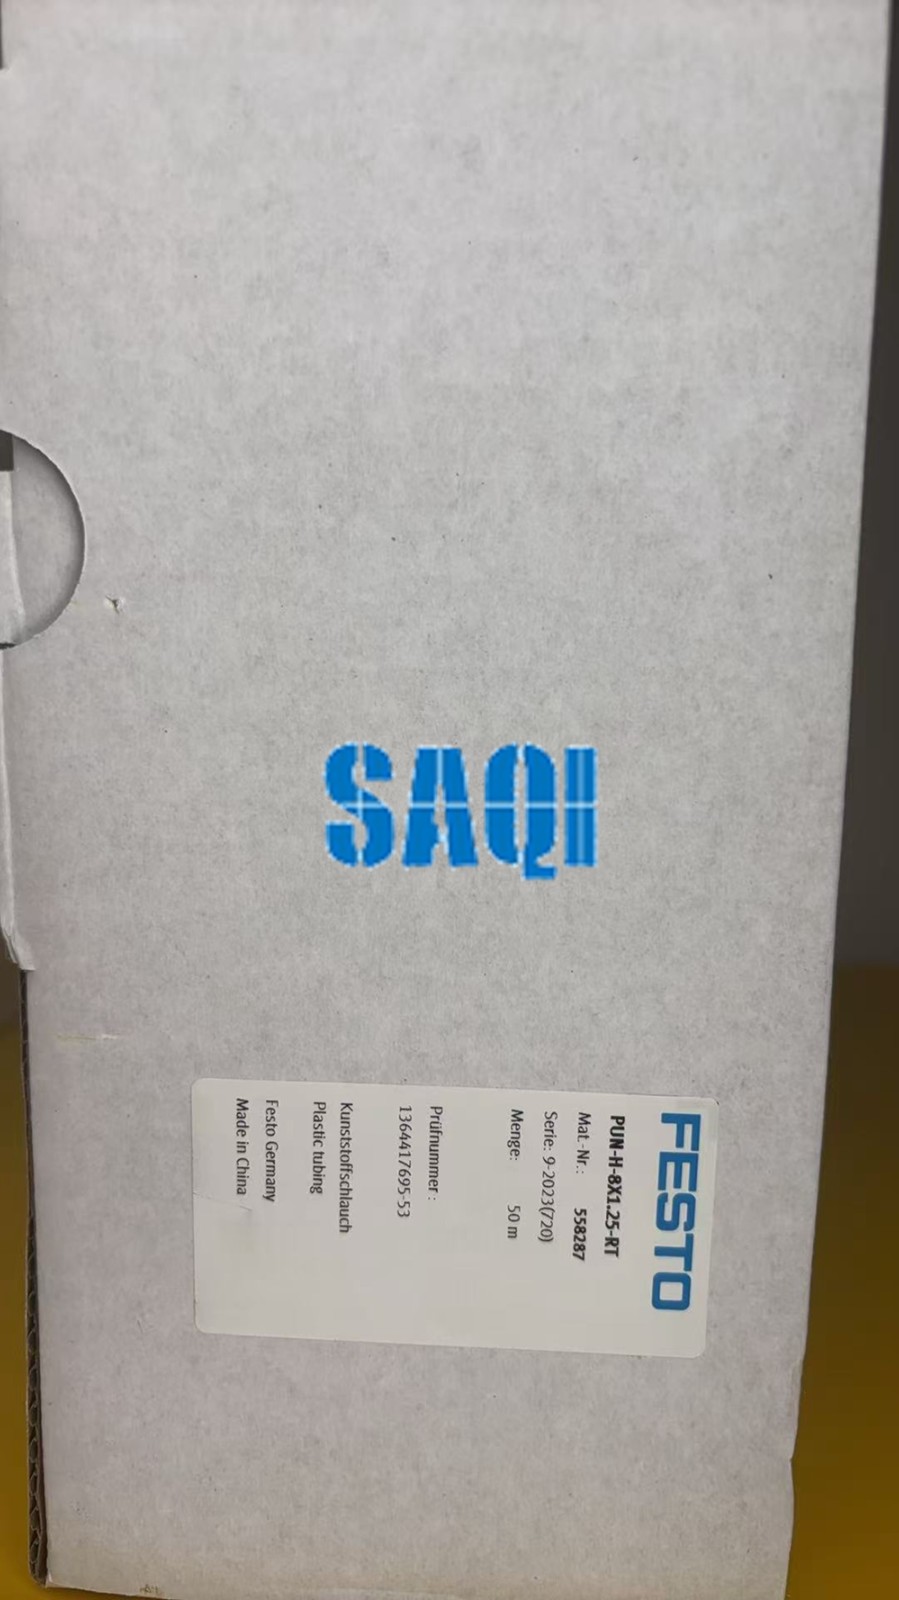 SAQI
FESTO
PUN-H-8X1.25-RT
Mat.-Nr.: 558287
Serie: 9-2023(720)
Menge: 50 m
Prüfnummer :
1364417695-53
Kunststoffschlauch
Plastic tubing
Festo Germany
Made in China